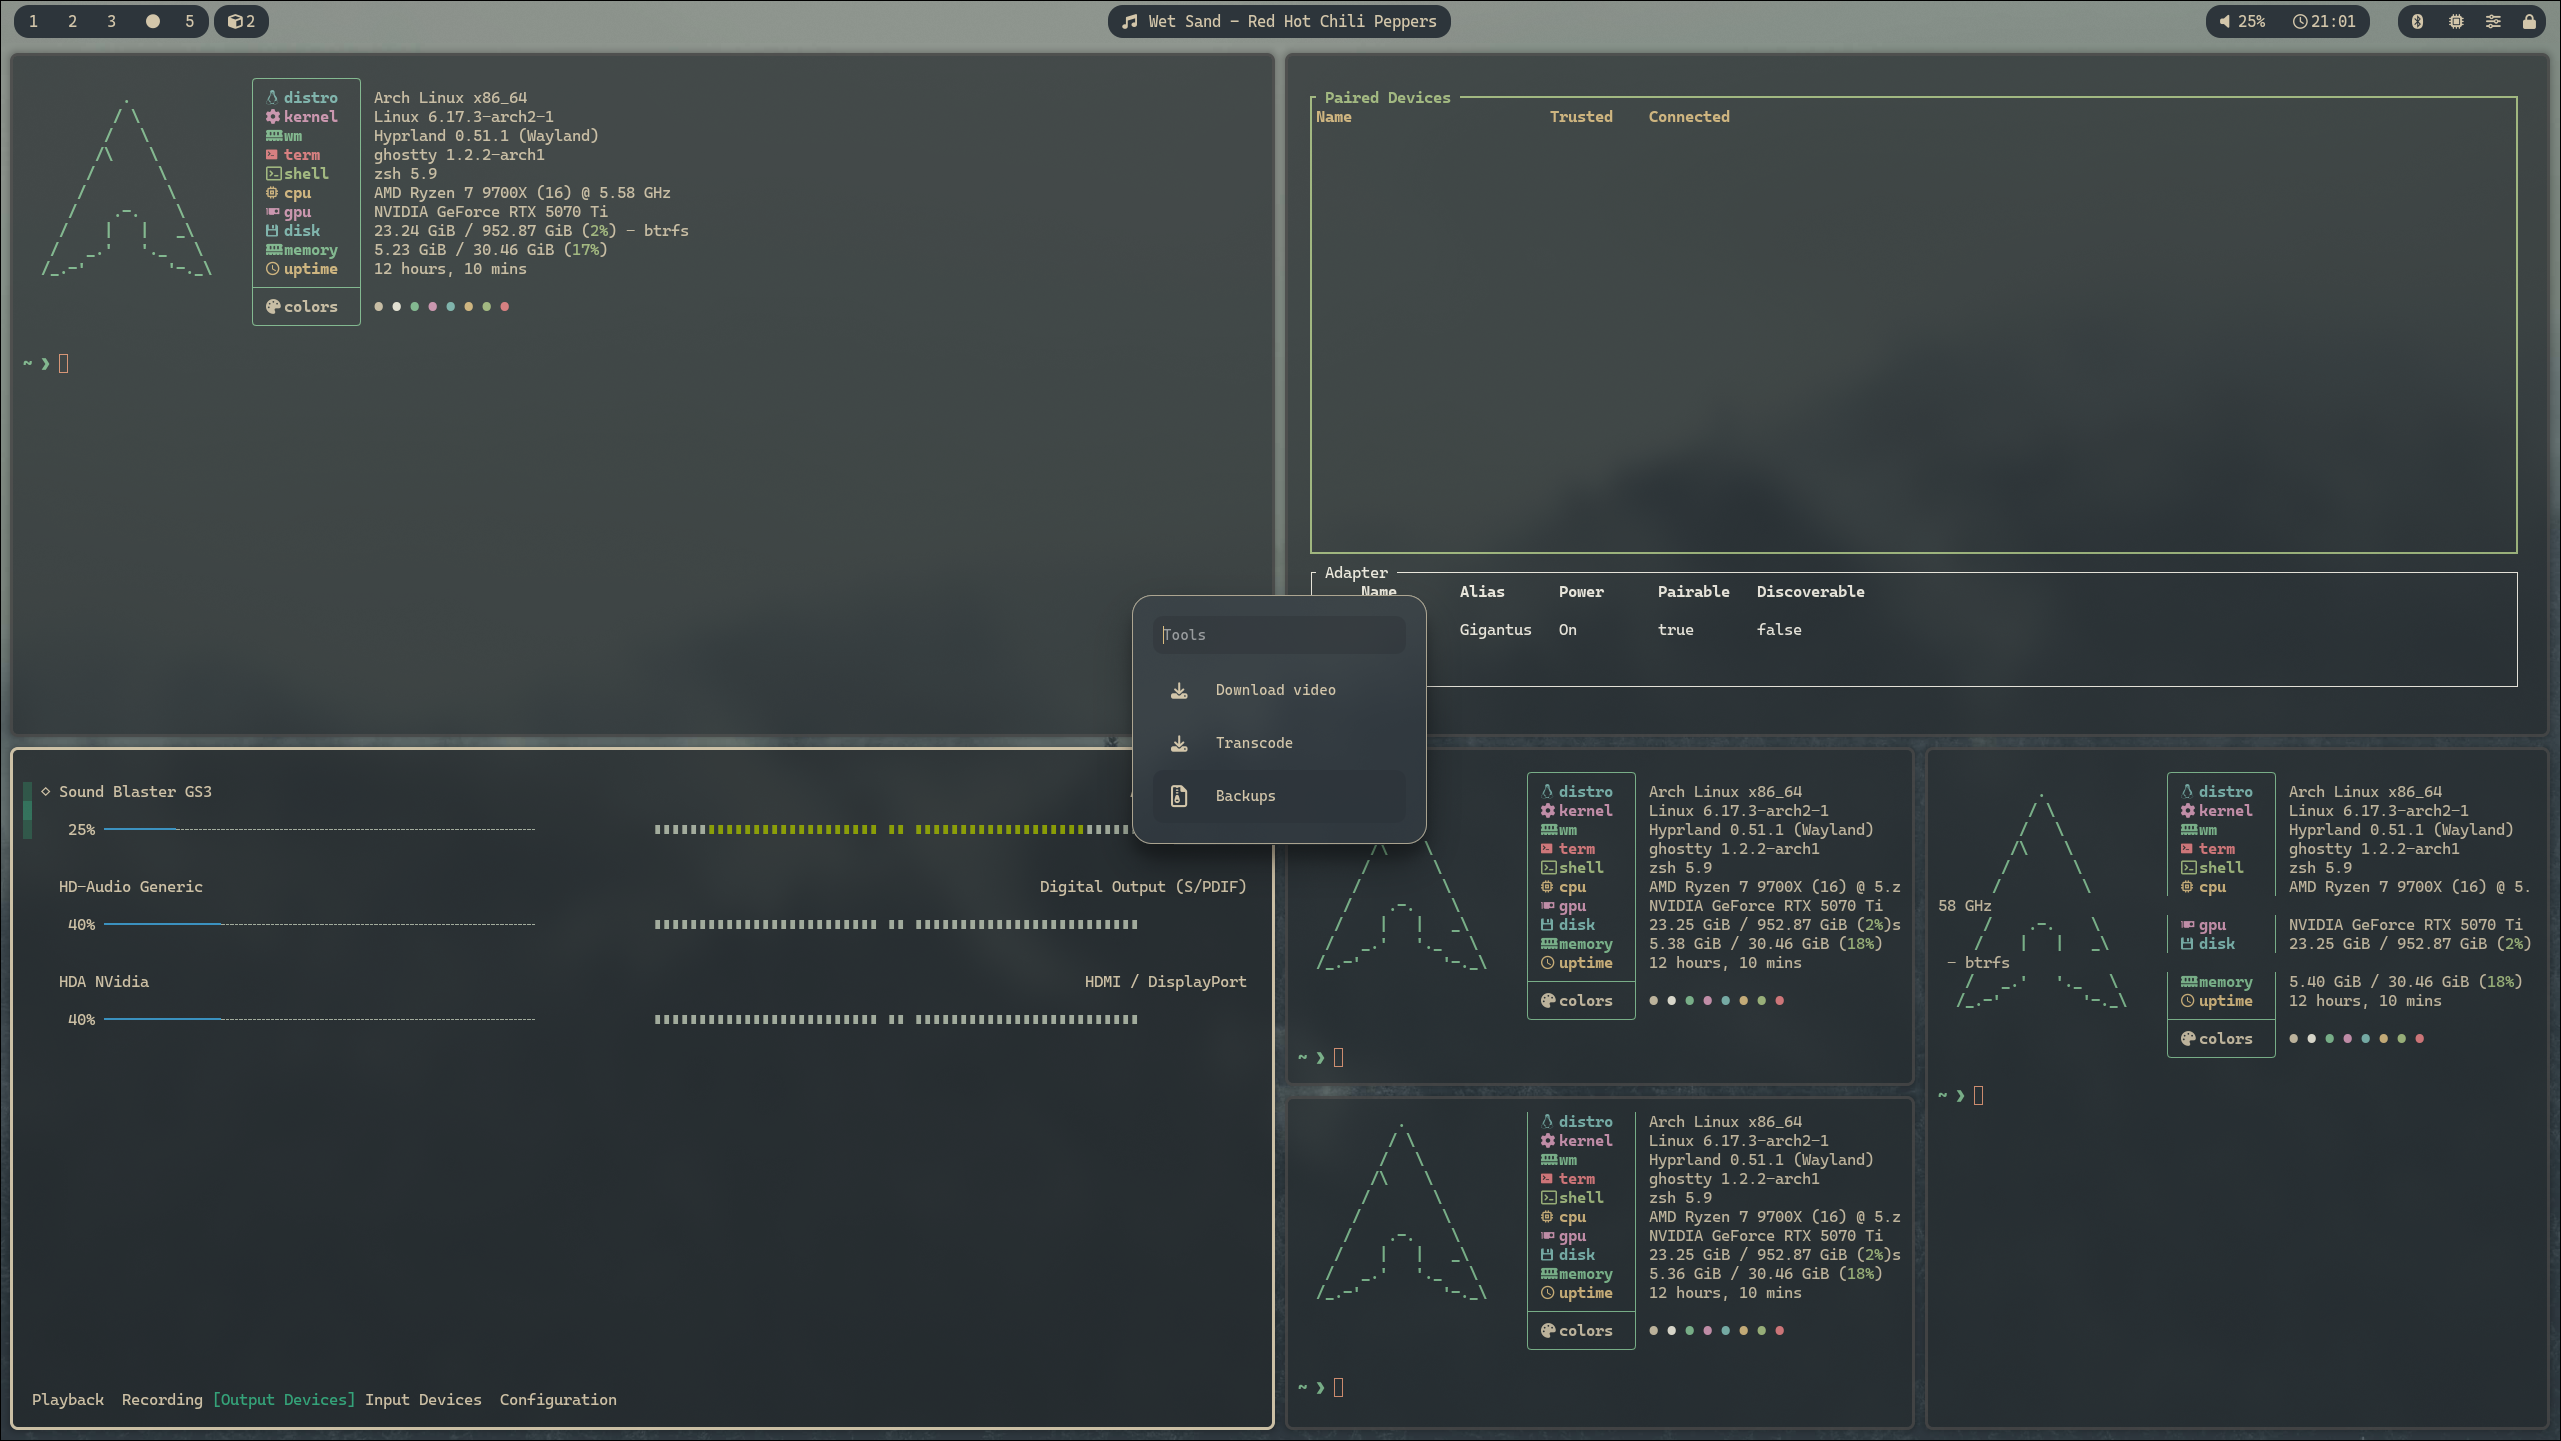 1 2 3 5 2
Wet Sand - Red Hot Chili Peppers
25% 21:01
distro Arch Linux x86_64
kernel Linux 6.17.3-arch2-1
wm Hyprland 0.51.1 (Wayland)
term ghostty 1.2.2-arch1
shell zsh 5.9
cpu AMD Ryzen 7 9700X (16) @ 5.58 GHz
gpu NVIDIA GeForce RTX 5070 Ti
disk 23.24 GiB / 952.87 GiB (2%) - btrfs
memory 5.23 GiB / 30.46 GiB (17%)
uptime 12 hours, 10 mins
colors
~ ❯
Paired Devices
Name Trusted Connected
Adapter
Name Alias Power Pairable Discoverable
Gigantus On true false
Tools
Download video
Transcode
Backups
◇ Sound Blaster GS3
25%
HD-Audio Generic Digital Output (S/PDIF)
40%
HDA NVidia HDMI / DisplayPort
40%
Playback Recording [Output Devices] Input Devices Configuration
distro Arch Linux x86_64
kernel Linux 6.17.3-arch2-1
wm Hyprland 0.51.1 (Wayland)
term ghostty 1.2.2-arch1
shell zsh 5.9
cpu AMD Ryzen 7 9700X (16) @ 5.z
gpu NVIDIA GeForce RTX 5070 Ti
disk 23.25 GiB / 952.87 GiB (2%)s
memory 5.38 GiB / 30.46 GiB (18%)
uptime 12 hours, 10 mins
colors
~ ❯
distro Arch Linux x86_64
kernel Linux 6.17.3-arch2-1
wm Hyprland 0.51.1 (Wayland)
term ghostty 1.2.2-arch1
shell zsh 5.9
cpu AMD Ryzen 7 9700X (16) @ 5.z
gpu NVIDIA GeForce RTX 5070 Ti
disk 23.25 GiB / 952.87 GiB (2%)s
memory 5.36 GiB / 30.46 GiB (18%)
uptime 12 hours, 10 mins
colors
~ ❯
distro Arch Linux x86_64
kernel Linux 6.17.3-arch2-1
wm Hyprland 0.51.1 (Wayland)
term ghostty 1.2.2-arch1
shell zsh 5.9
cpu AMD Ryzen 7 9700X (16) @ 5.
58 GHz
gpu NVIDIA GeForce RTX 5070 Ti
disk 23.25 GiB / 952.87 GiB (2%)
- btrfs
memory 5.40 GiB / 30.46 GiB (18%)
uptime 12 hours, 10 mins
colors
~ ❯